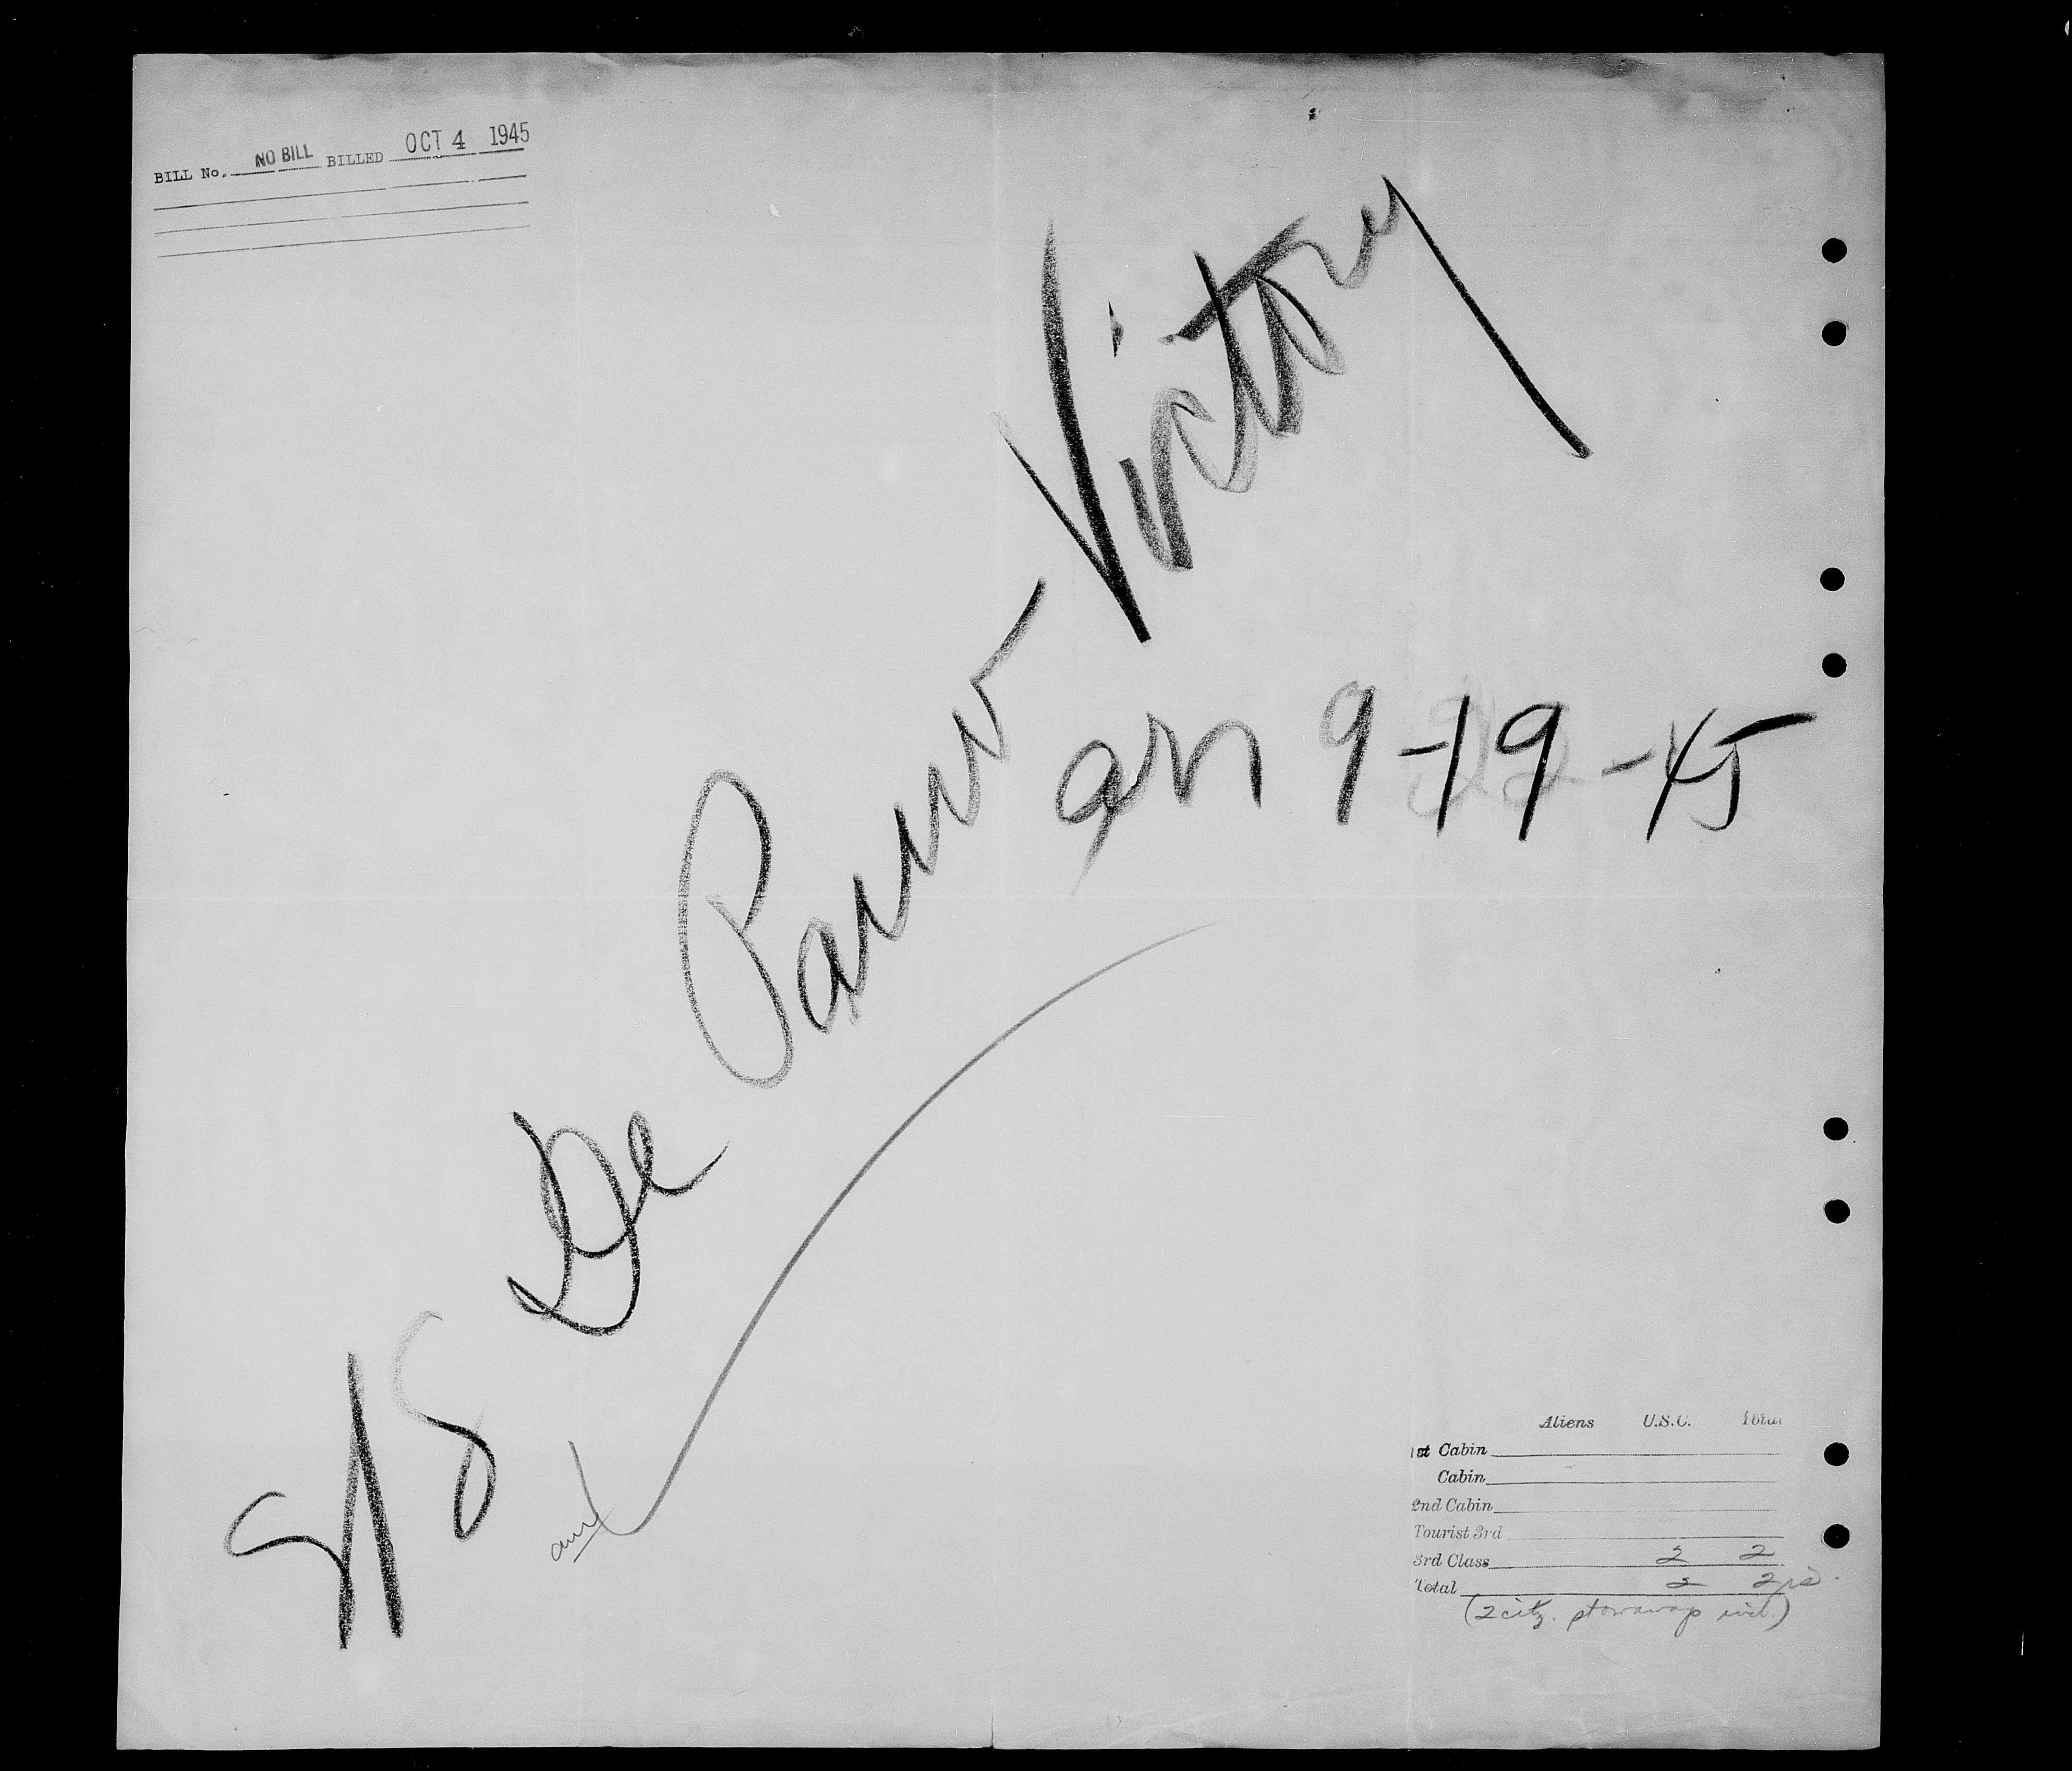 BILL No. NO BILL BILLED OCT 4 1945
S/S De Pauw Victory
arr 9-19-45
Aliens U.S.C. Total
1st Cabin
Cabin
2nd Cabin
Tourist 3rd
3rd Class 2 2
Total 2 2
(2 citz. stowaways incl.)